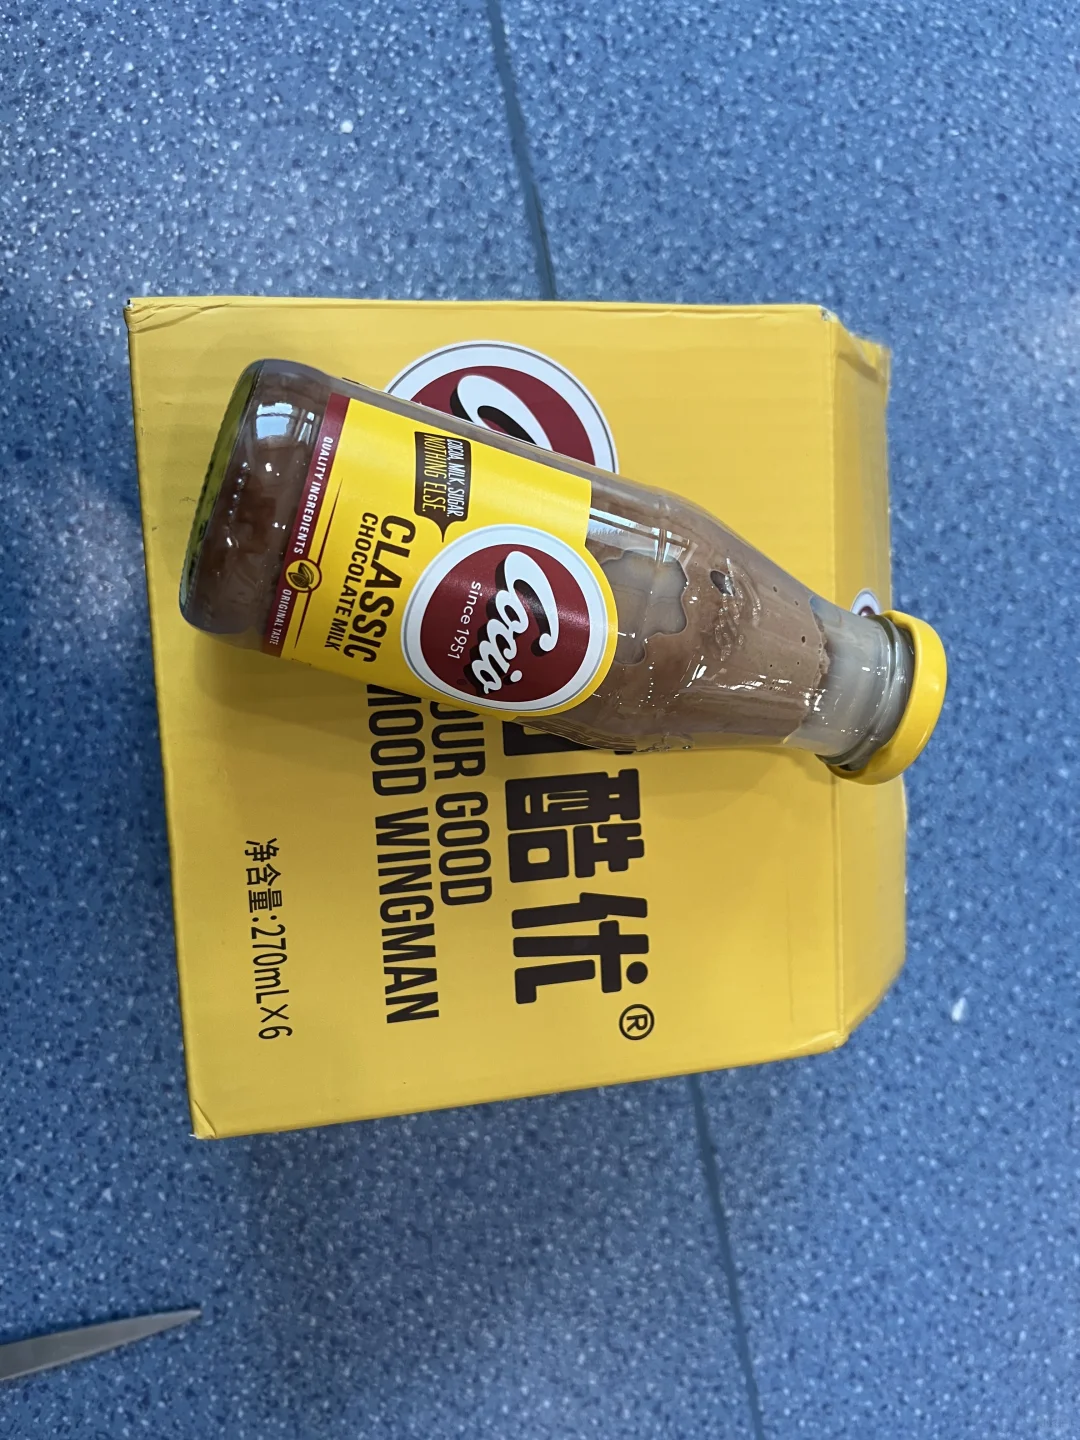 Cocio
since 1951
COCOA, MILK, SUGAR.
NOTHING ELSE.
CLASSIC
CHOCOLATE MILK
QUALITY INGREDIENTS
ORIGINAL TASTE
酷优®
OUR GOOD
MOOD WINGMAN
净含量:270mL×6